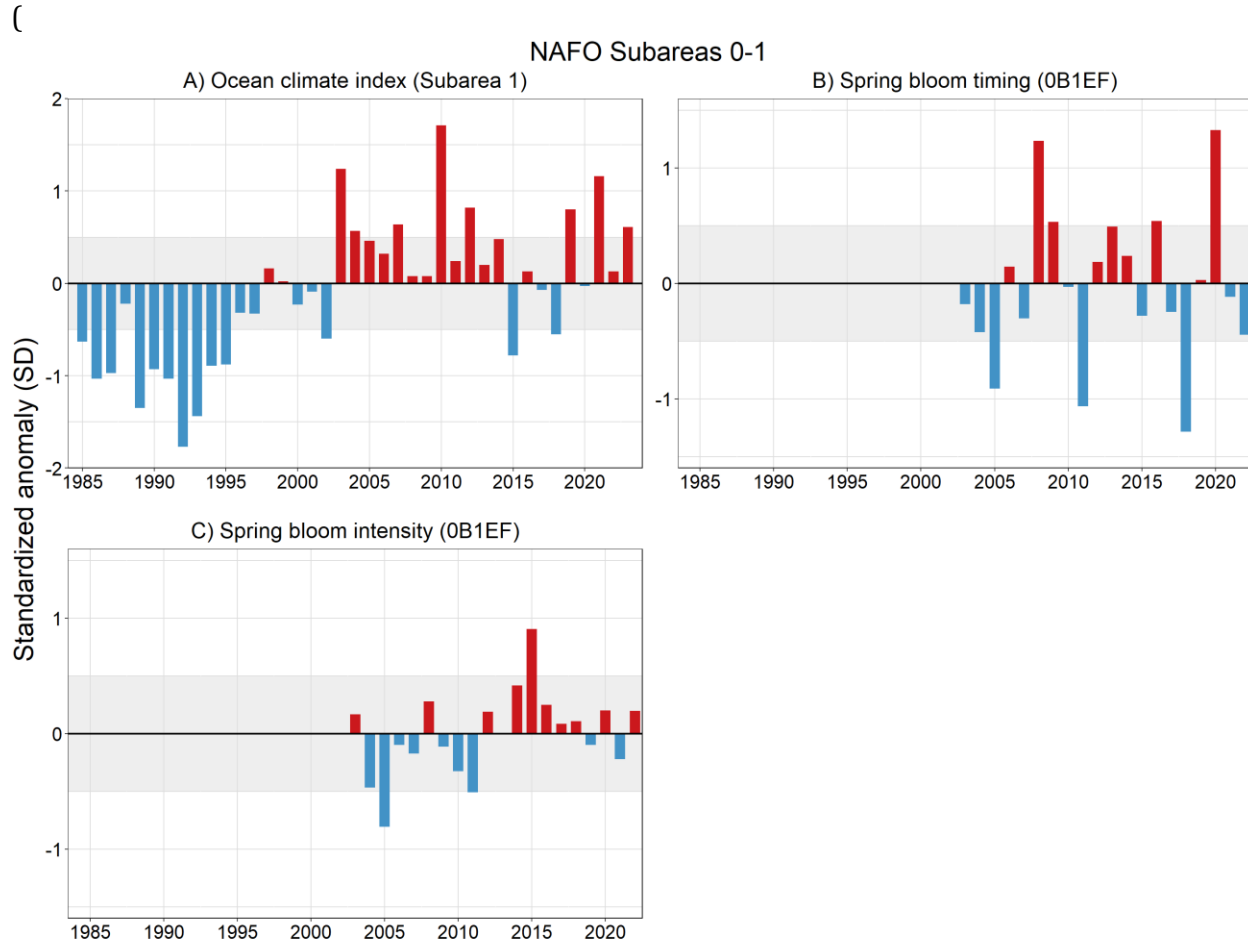 (
NAFO Subareas 0-1
A) Ocean climate index (Subarea 1)
2
1
0
-1
-2
1985 1990 1995 2000 2005 2010 2015 2020
B) Spring bloom timing (0B1EF)
1
0
-1
1985 1990 1995 2000 2005 2010 2015 2020
Standardized anomaly (SD)
C) Spring bloom intensity (0B1EF)
1
0
-1
1985 1990 1995 2000 2005 2010 2015 2020